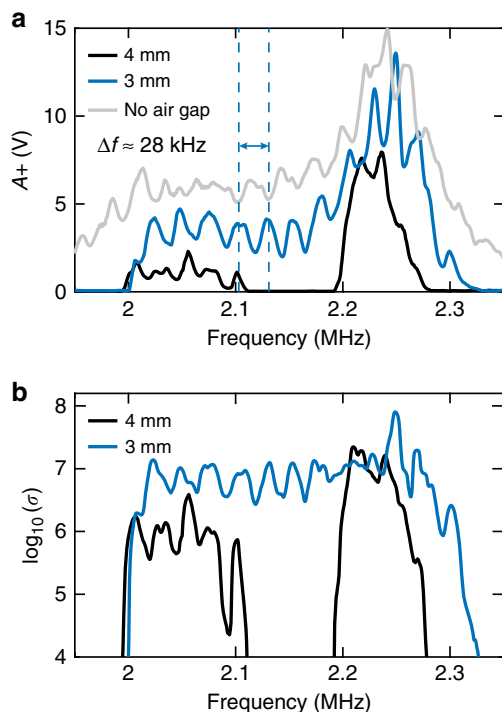 a
15
10
5
0
A+ (V)
4 mm
3 mm
No air gap
Δf ≈ 28 kHz
2 2.1 2.2 2.3
Frequency (MHz)
b
8
7
6
5
4
log10 (σ)
4 mm
3 mm
2 2.1 2.2 2.3
Frequency (MHz)